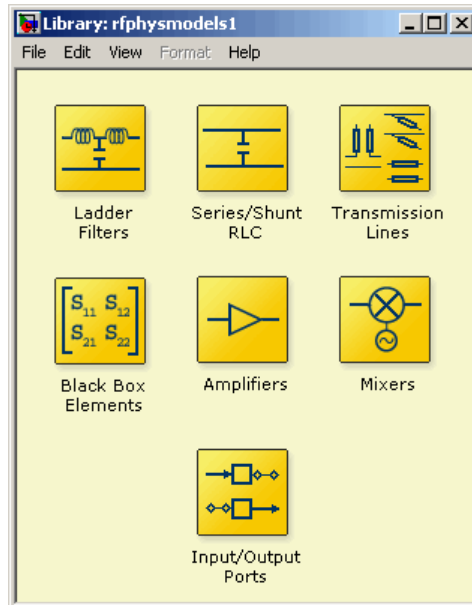 Library: rfphysmodels1
File Edit View Format Help
Ladder
Filters
Series/Shunt
RLC
Transmission
Lines
S11 S12
S21 S22
Black Box
Elements
Amplifiers
Mixers
Input/Output
Ports